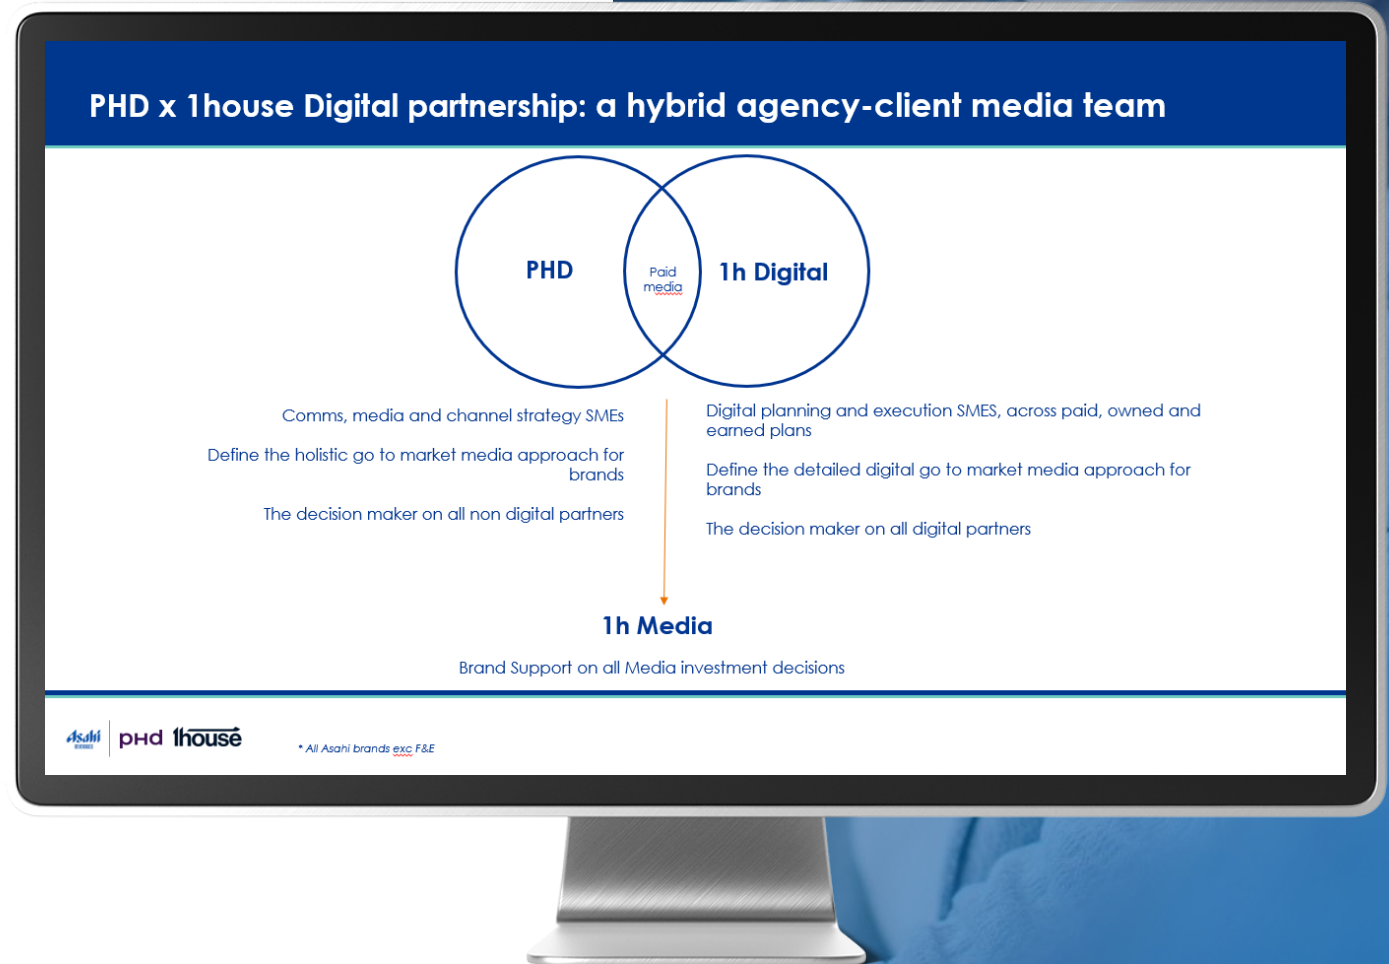 PHD x 1house Digital partnership: a hybrid agency-client media team
PHD
Paid
media
1h Digital
Comms, media and channel strategy SMEs
Define the holistic go to market media approach for
brands
The decision maker on all non digital partners
Digital planning and execution SMES, across paid, owned and
earned plans
Define the detailed digital go to market media approach for
brands
The decision maker on all digital partners
1h Media
Brand Support on all Media investment decisions
Asahi
phd
1house
* All Asahi brands exc F&E